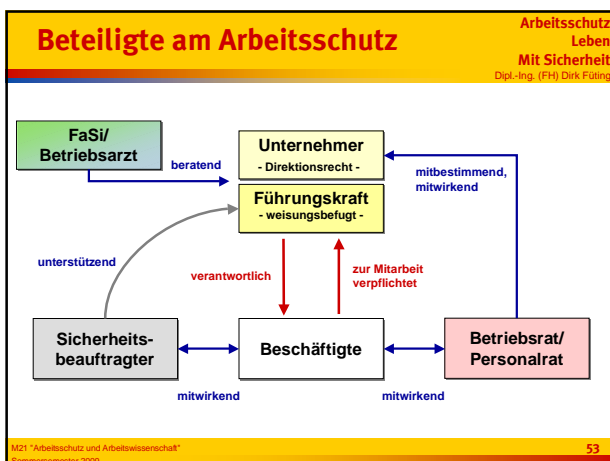 Beteiligte am Arbeitsschutz
Arbeitsschutz
Leben
Mit Sicherheit
Dipl.-Ing. (FH) Dirk Füting
FaSi/
Betriebsarzt
beratend
Unternehmer
- Direktionsrecht -
Führungskraft
- weisungsbefugt -
mitbestimmend,
mitwirkend
unterstützend
verantwortlich
zur Mitarbeit
verpflichtet
Sicherheits-
beauftragter
Beschäftigte
Betriebsrat/
Personalrat
mitwirkend
mitwirkend
M21 "Arbeitsschutz und Arbeitswissenschaft"
Sommersemester 2009
53